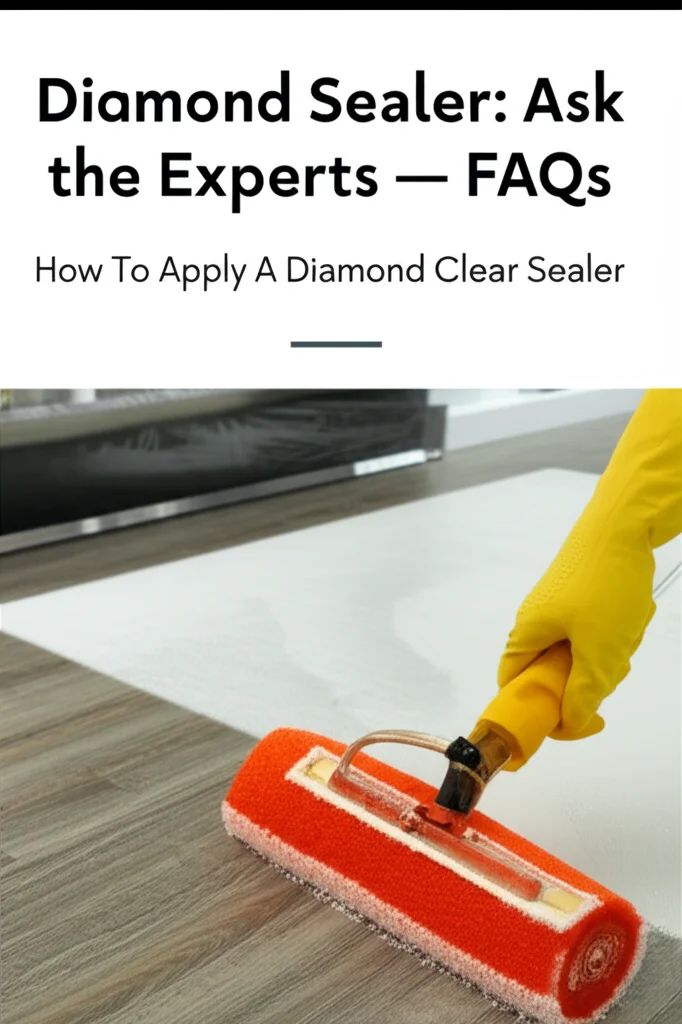 Diamond Sealer: Ask
the Experts — FAQs
How To Apply A Diamond Clear Sealer